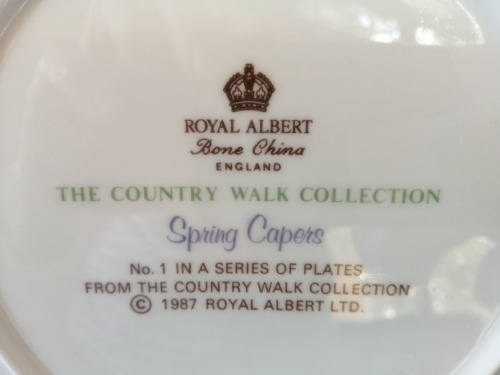 ROYAL ALBERT
Bone China
ENGLAND
THE COUNTRY WALK COLLECTION
Spring Capers
No. 1 IN A SERIES OF PLATES
FROM THE COUNTRY WALK COLLECTION
© 1987 ROYAL ALBERT LTD.